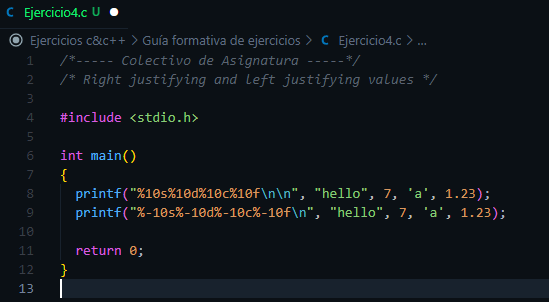 C Ejercicio4.c U
Ejercicios c&c++ > Guía formativa de ejercicios > C Ejercicio4.c > ...
1 /*----- Colectivo de Asignatura -----*/
2 /* Right justifying and left justifying values */
3
4 #include <stdio.h>
5
6 int main()
7 {
8   printf("%10s%10d%10c%10f\n\n", "hello", 7, 'a', 1.23);
9   printf("%-10s%-10d%-10c%-10f\n", "hello", 7, 'a', 1.23);
10
11   return 0;
12 }
13